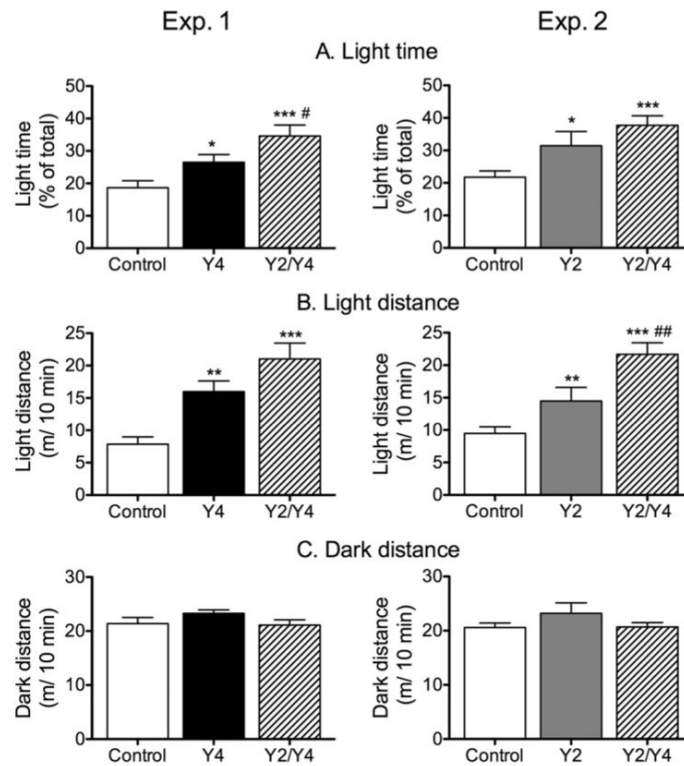 Exp. 1
Exp. 2
A. Light time
Light time
(% of total)
50
40
30
20
10
0
*
*** #
Control Y4 Y2/Y4
Light time
(% of total)
50
40
30
20
10
0
*
***
Control Y2 Y2/Y4
B. Light distance
Light distance
(m/ 10 min)
25
20
15
10
5
0
**
***
Control Y4 Y2/Y4
Light distance
(m/ 10 min)
25
20
15
10
5
0
**
*** ##
Control Y2 Y2/Y4
C. Dark distance
Dark distance
(m/ 10 min)
30
20
10
0
Control Y4 Y2/Y4
Dark distance
(m/ 10 min)
30
20
10
0
Control Y2 Y2/Y4